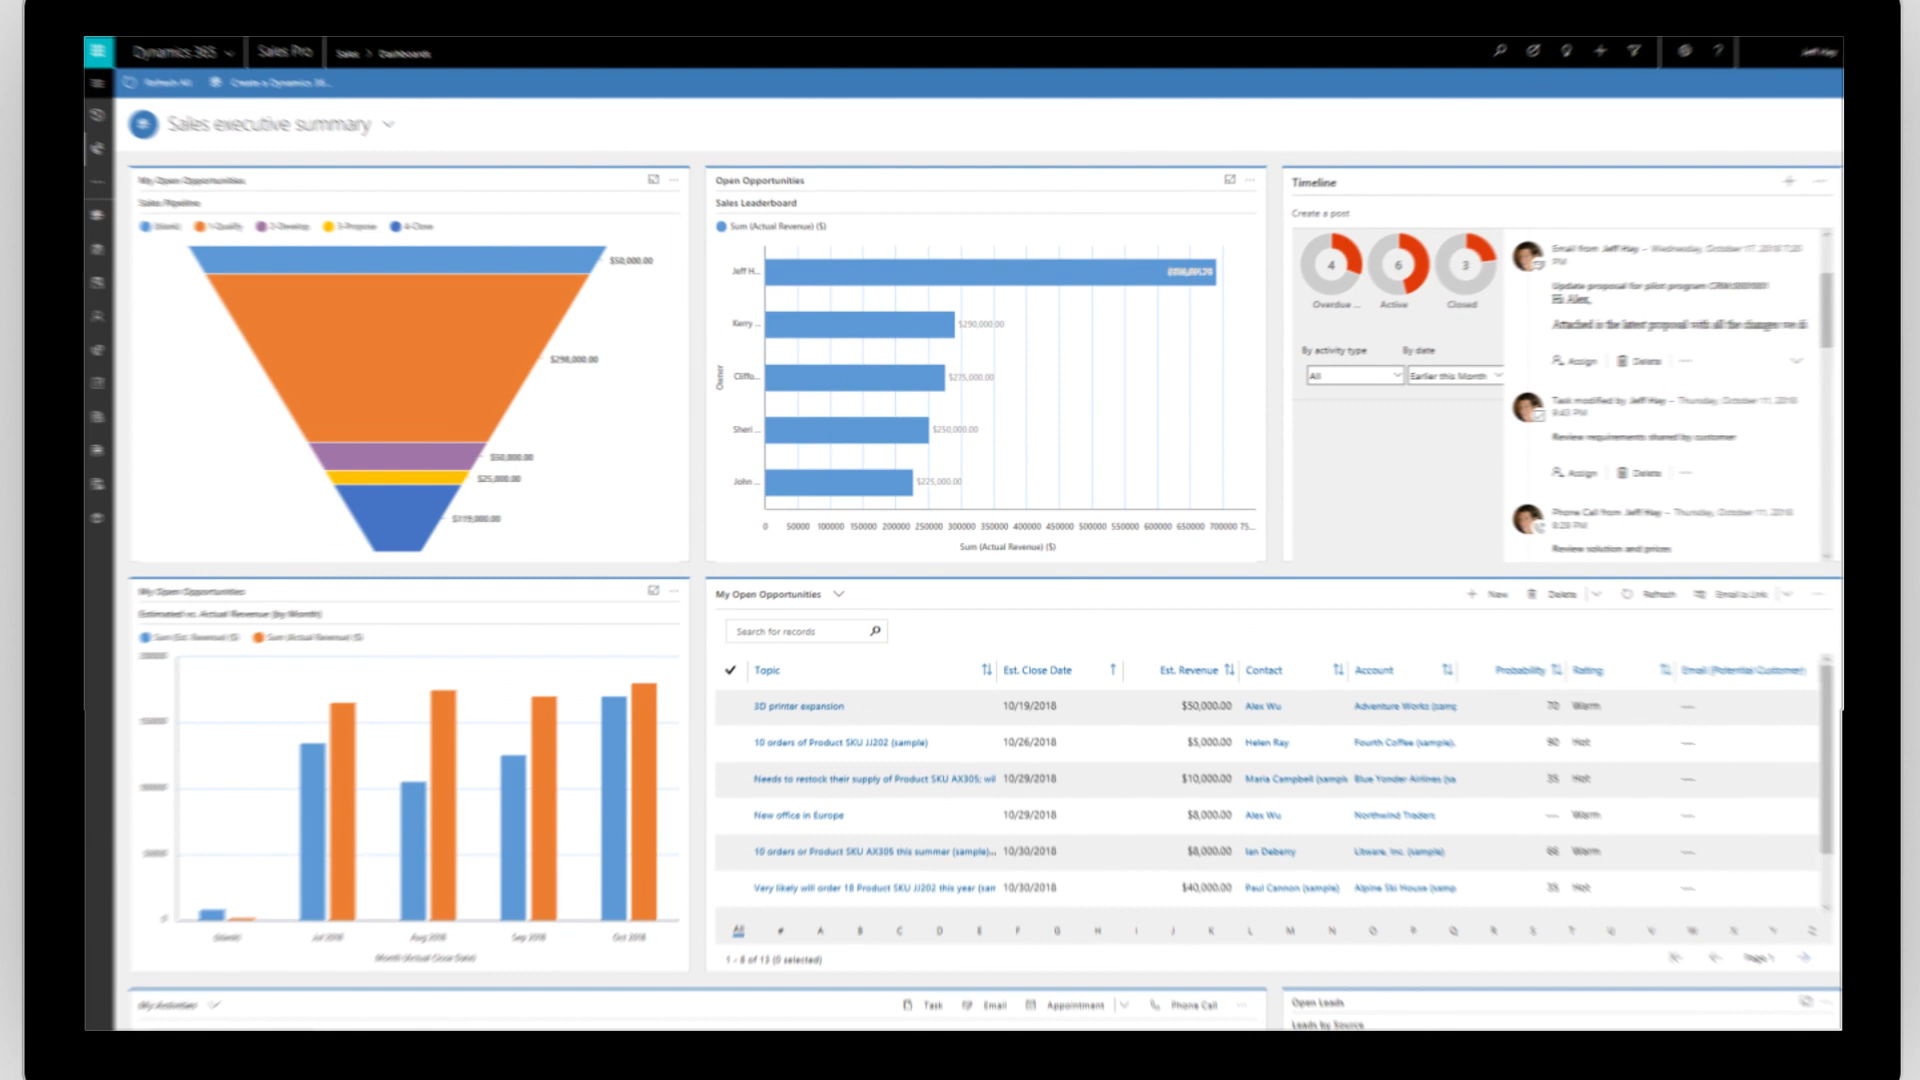 Dynamics 365
Sales Pro
Sales > Dashboards
Jeff Hay
Refresh All
Create a Dynamics 36...
Sales executive summary
My Open Opportunities
Sales Pipeline
(blank) 1-Qualify 2-Develop 3-Propose 4-Close
$50,000.00
$298,000.00
$50,000.00
$25,000.00
$119,000.00
Open Opportunities
Sales Leaderboard
Sum (Actual Revenue) ($)
Owner
Jeff H...
Kerry ... $290,000.00
Cliffo... $275,000.00
Sheri ... $250,000.00
John ... $225,000.00
0 50000 100000 150000 200000 250000 300000 350000 400000 450000 500000 550000 600000 650000 700000 75...
Sum (Actual Revenue) ($)
Timeline
Create a post
4 6 3
Overdue ... Active Closed
By activity type By date
All Earlier this Month
Email from Jeff Hay – Wednesday, October 17, 2018 7:20
PM
Update proposal for pilot program
Hi Alex,
Attached is the latest proposal with all the changes we di
Assign Delete ...
Task modified by Jeff Hay – Thursday, October 11, 2018
9:43 PM
Review requirements shared by customer
Assign Delete ...
Phone Call from Jeff Hay – Thursday, October 11, 2018
8:29 PM
Review solution and prices
My Open Opportunities
Estimated vs. Actual Revenue (by Month)
Sum (Est. Revenue) ($) Sum (Actual Revenue) ($)
0
(blank) Jul 2018 Aug 2018 Sep 2018 Oct 2018
Month (Actual Close Date)
My Open Opportunities
New Delete Refresh Email a Link
Search for records
Topic Est. Close Date Est. Revenue Contact Account Probability Rating Email (Potential Customer)
3D printer expansion 10/19/2018 $50,000.00 Alex Wu Adventure Works (samp 70 Warm ---
10 orders of Product SKU JJ202 (sample) 10/26/2018 $5,000.00 Helen Ray Fourth Coffee (sample). 90 Hot ---
Needs to restock their supply of Product SKU AX305; wil 10/29/2018 $10,000.00 Maria Campbell (sample Blue Yonder Airlines (sa Hot ---
New office in Europe 10/29/2018 $8,000.00 Alex Wu Northwind Traders --- Warm ---
10 orders or Product SKU AX305 this summer (sample)... 10/30/2018 $8,000.00 Ian Deberry Litware, Inc. (sample) Warm ---
Very likely will order 18 Product SKU JJ202 this year (sam 10/30/2018 $40,000.00 Paul Cannon (sample) Alpine Ski House (samp Hot ---
All # A B C D E F G H I J K L M N O P Q R S T U V W X Y Z
1 - 6 of 13 (0 selected)
Page 1
My Activities
Task Email Appointment Phone Call ...
Open Leads
Leads by Source